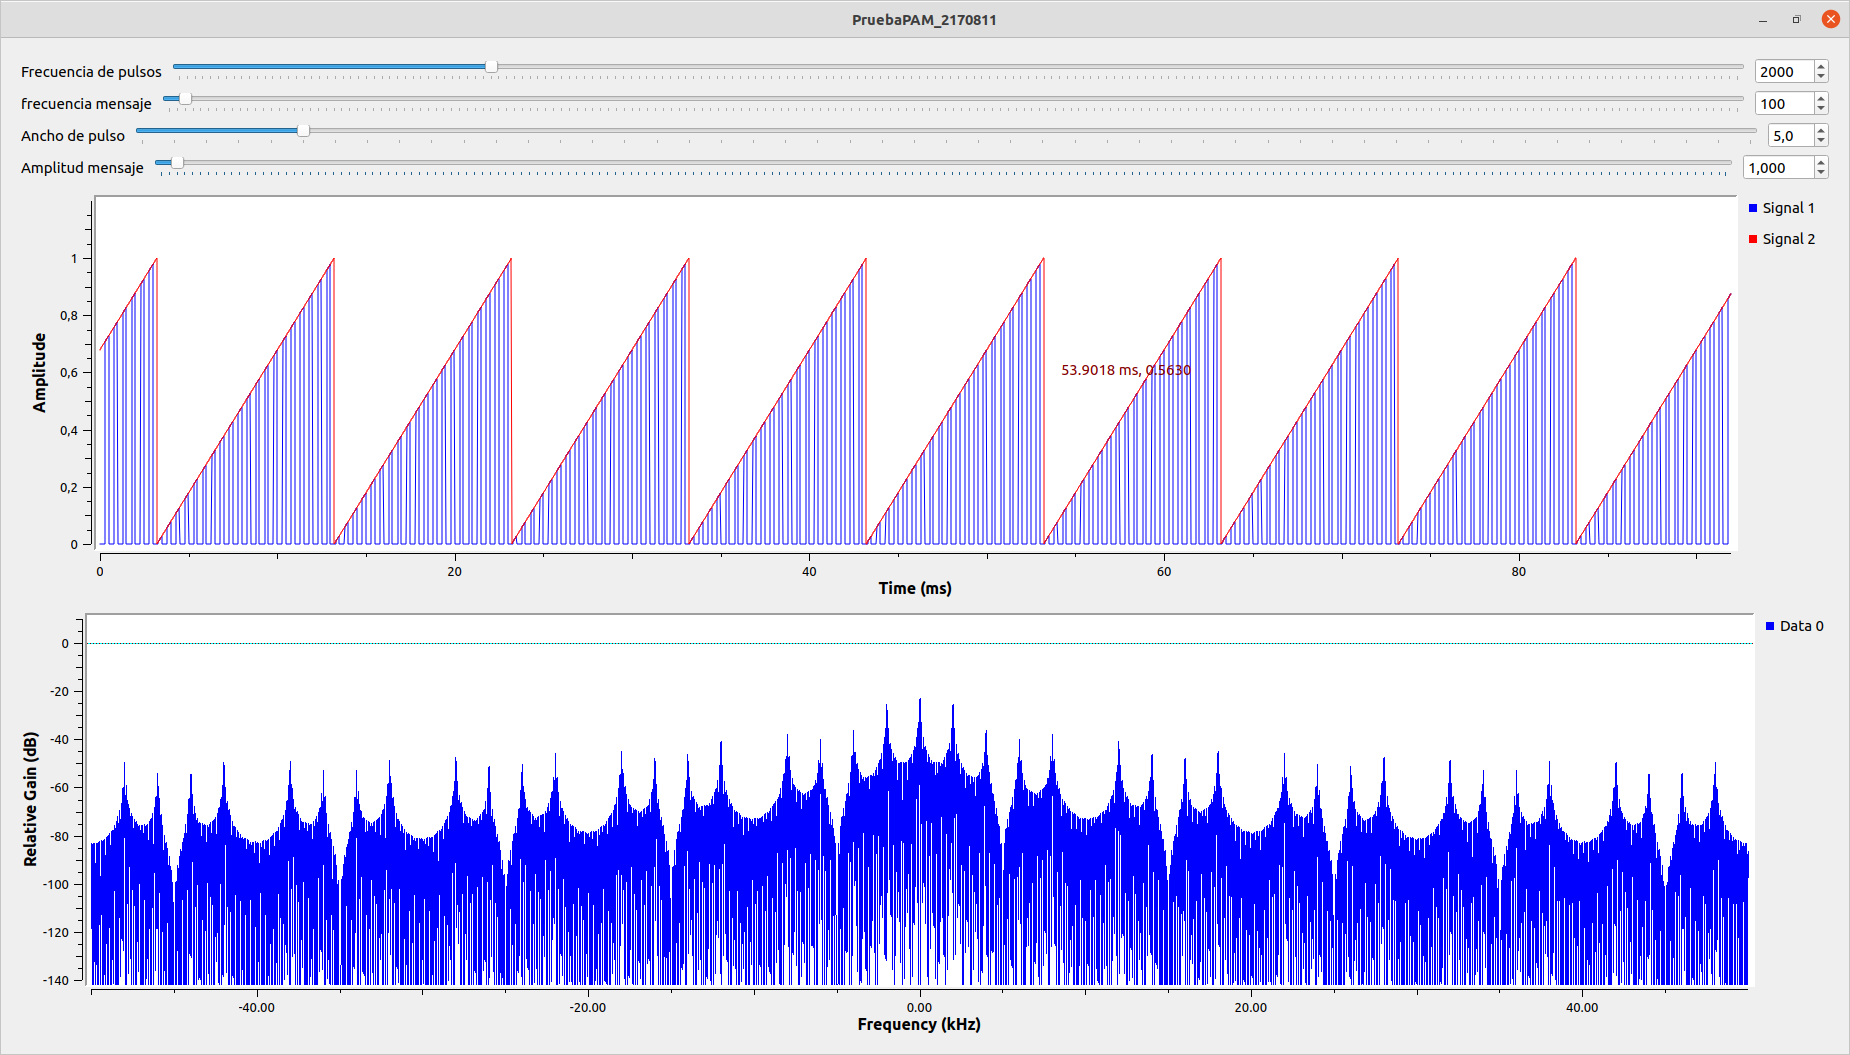 PruebaPAM_2170811
Frecuencia de pulsos 2000
frecuencia mensaje 100
Ancho de pulso 5,0
Amplitud mensaje 1,000
Signal 1
Signal 2
Amplitude
1
0,8
0,6
0,4
0,2
0
53.9018 ms, 0.5630
0 20 40 60 80
Time (ms)
Data 0
Relative Gain (dB)
0
-20
-40
-60
-80
-100
-120
-140
-40.00 -20.00 0.00 20.00 40.00
Frequency (kHz)